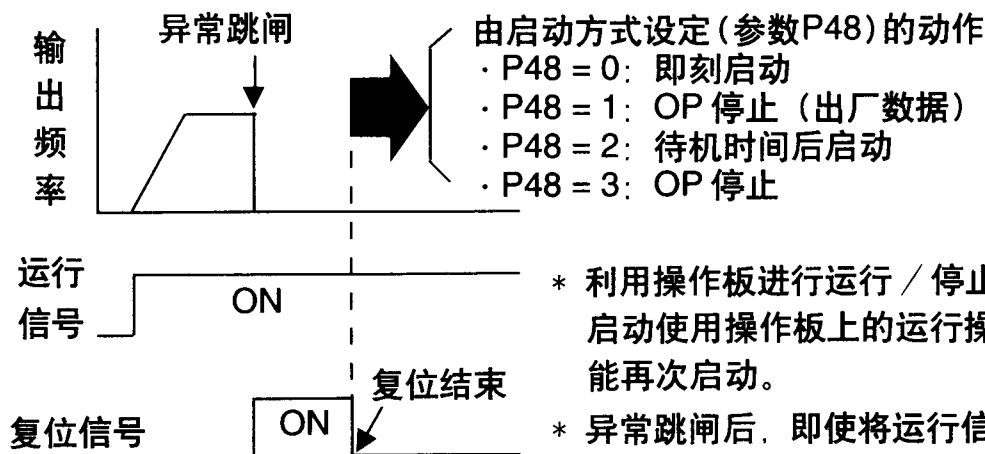 异常跳闸
输出频率
由启动方式设定(参数P48)的动作
· P48 = 0: 即刻启动
· P48 = 1: OP 停止 (出厂数据)
· P48 = 2: 待机时间后启动
· P48 = 3: OP 停止
运行
信号
ON
* 利用操作板进行运行 / 停止
启动使用操作板上的运行操
能再次启动。
复位结束
复位信号
ON
* 异常跳闸后, 即使将运行信